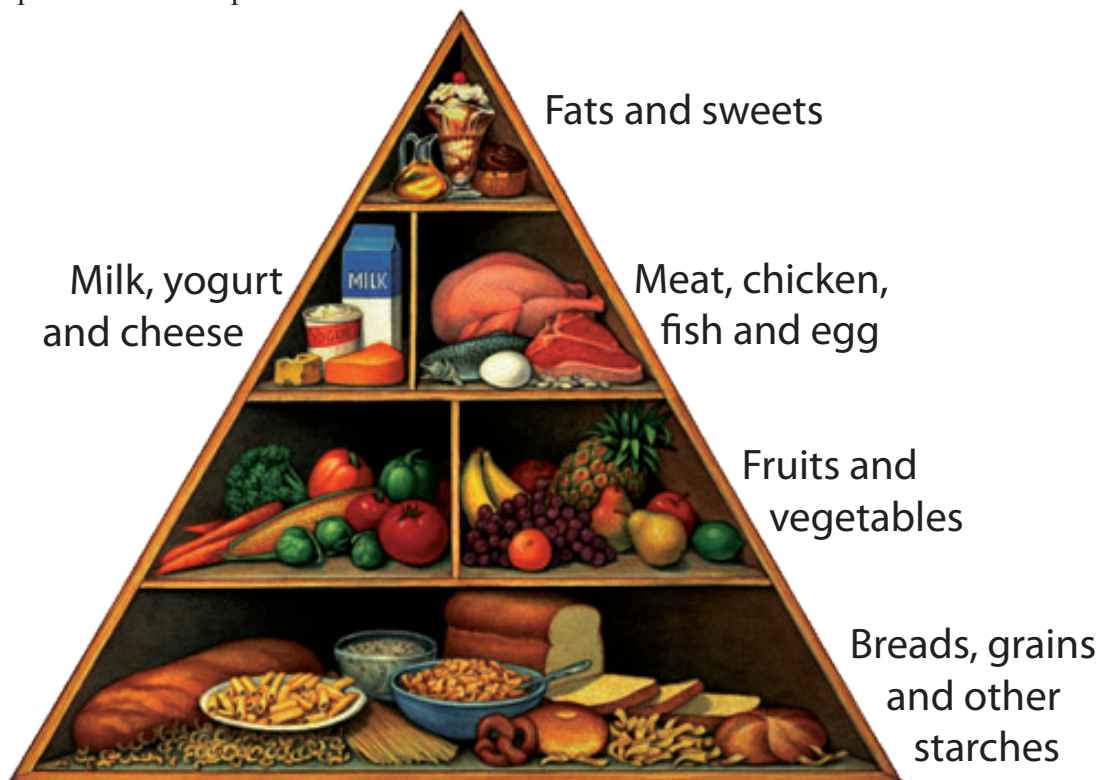 Fats and sweets
Milk, yogurt
and cheese
MILK
YOGURT
Meat, chicken,
fish and egg
Fruits and
vegetables
Breads, grains
and other
starches